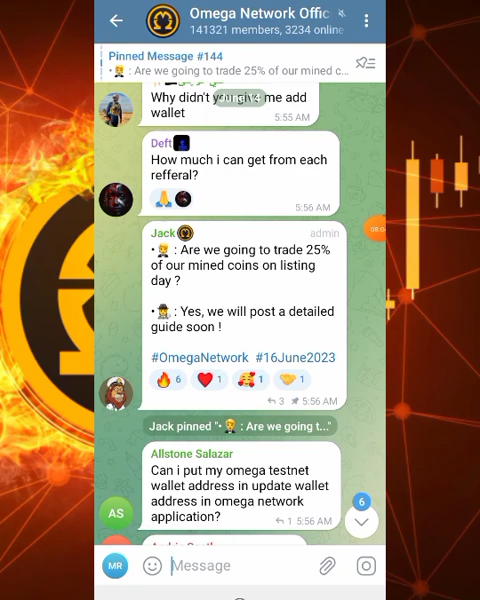 Omega Network Offic
141321 members, 3234 online
Pinned Message #144
• : Are we going to trade 25% of our mined c...
Why didn't you give me add
wallet
5:55 AM
June 14
Deft
How much i can get from each
refferal?
5:56 AM
Jack
admin
• : Are we going to trade 25%
of our mined coins on listing
day ?
• : Yes, we will post a detailed
guide soon !
#OmegaNetwork #16June2023
6 1 1 1
3 5:56 AM
Jack pinned "• : Are we going t..."
Allstone Salazar
Can i put my omega testnet
wallet address in update wallet
address in omega network
application?
AS
1 5:56 AM
6
MR
Message